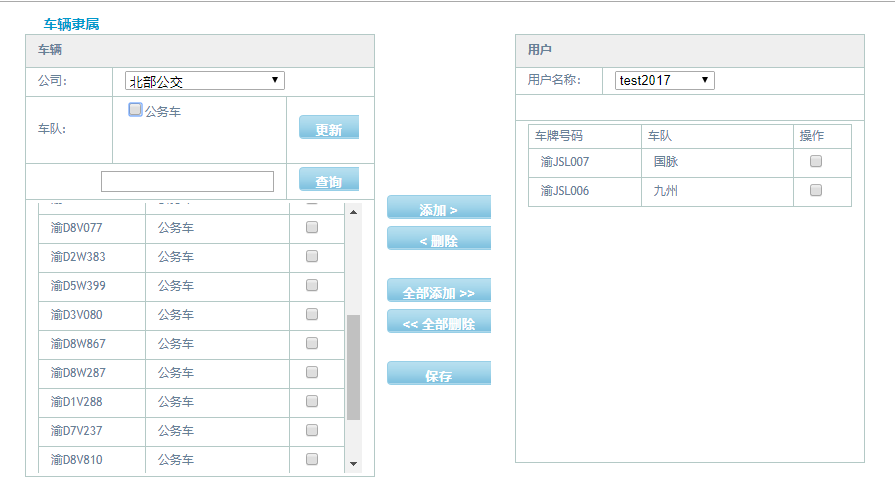 车辆隶属
车辆
公司: 北部公交
车队: 公务车 更新
查询
渝D8V077 公务车
渝D2W383 公务车
渝D5W399 公务车
渝D3V080 公务车
渝D8W867 公务车
渝D8W287 公务车
渝D1V288 公务车
渝D7V237 公务车
渝D8V810 公务车
添加 >
< 删除
全部添加 >>
<< 全部删除
保存
用户
用户名称: test2017
车牌号码 车队 操作
渝JSL007 国脉
渝JSL006 九州